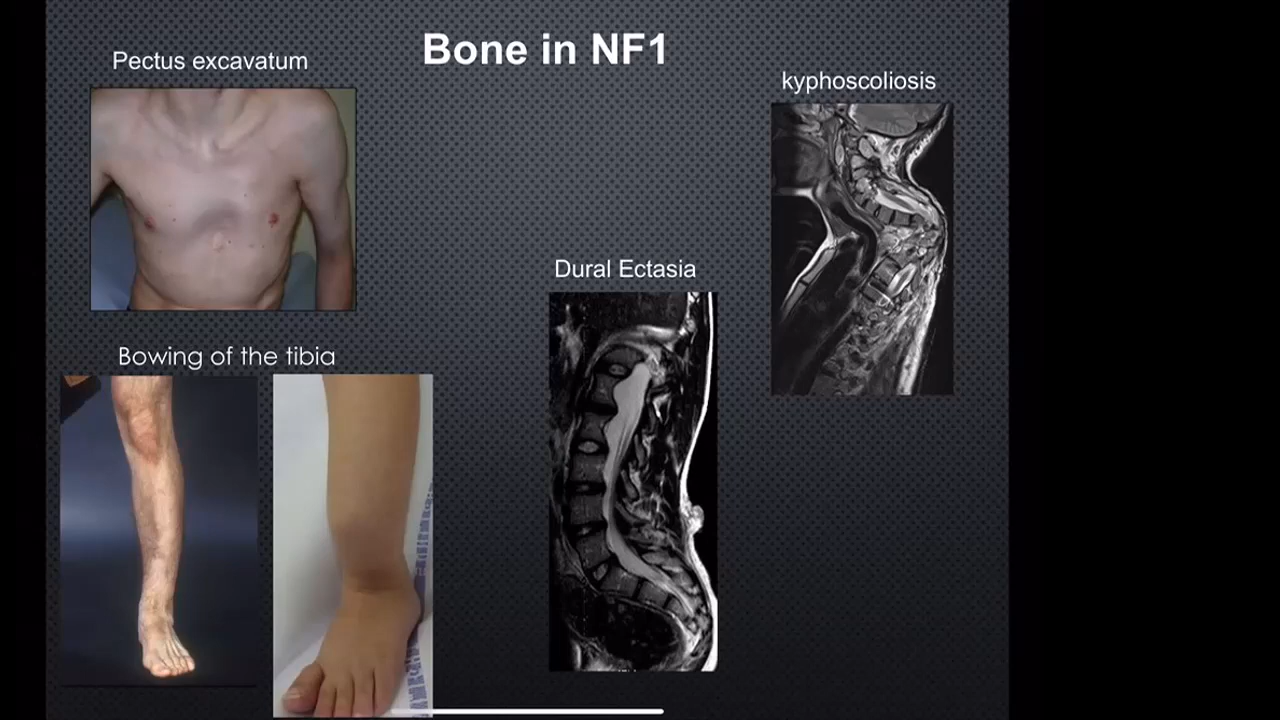 Bone in NF1
Pectus excavatum
kyphoscoliosis
Dural Ectasia
Bowing of the tibia